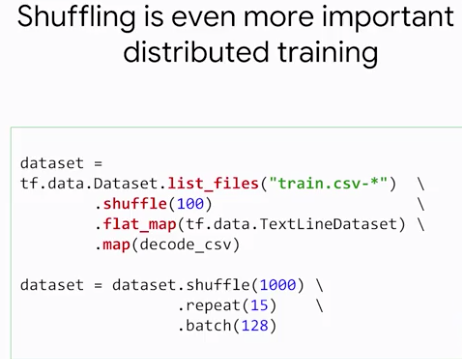 Shuffling is even more important
distributed training
dataset =
tf.data.Dataset.list_files("train.csv-*") \
.shuffle(100) \
.flat_map(tf.data.TextLineDataset) \
.map(decode_csv)
dataset = dataset.shuffle(1000) \
.repeat(15) \
.batch(128)